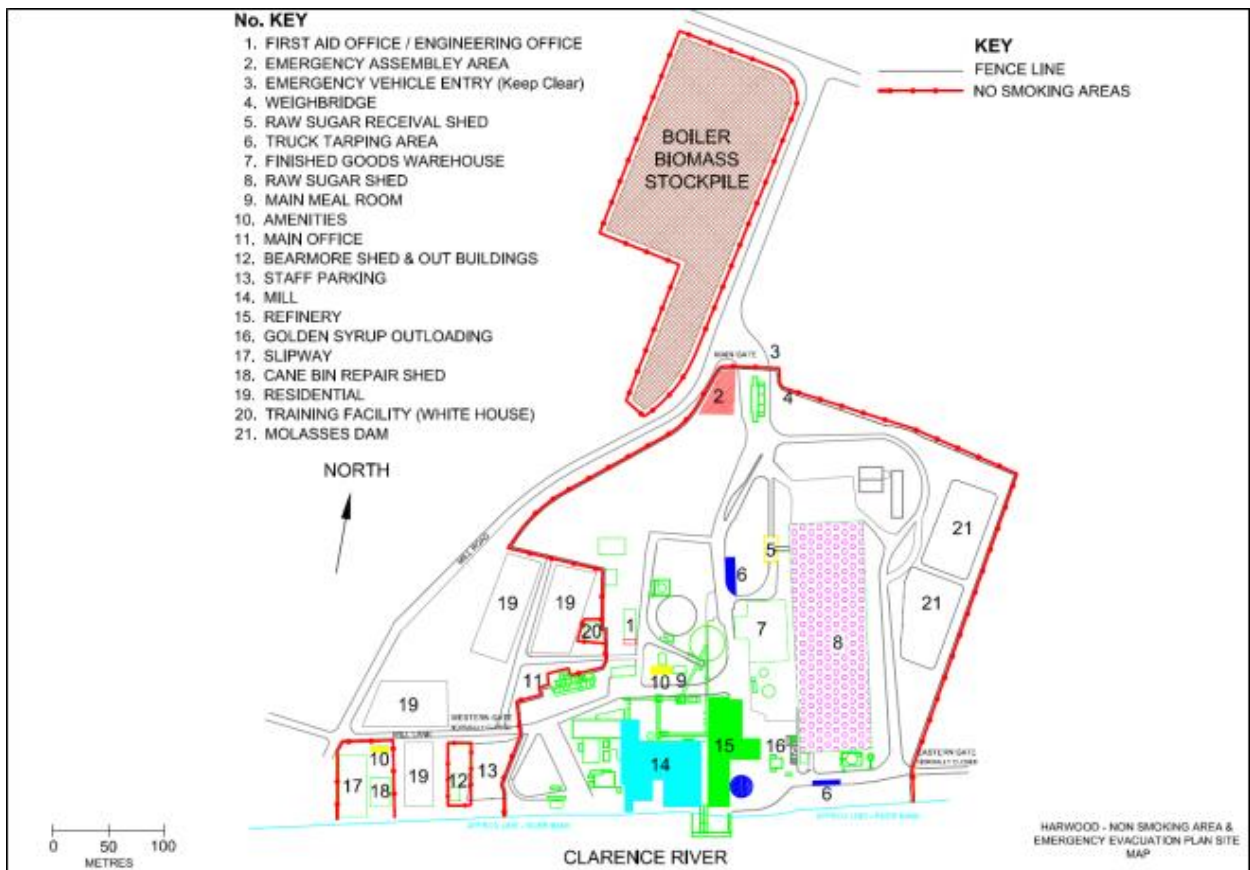 No. KEY
1. FIRST AID OFFICE / ENGINEERING OFFICE
2. EMERGENCY ASSEMBLEY AREA
3. EMERGENCY VEHICLE ENTRY (Keep Clear)
4. WEIGHBRIDGE
5. RAW SUGAR RECEIVAL SHED
6. TRUCK TARPING AREA
7. FINISHED GOODS WAREHOUSE
8. RAW SUGAR SHED
9. MAIN MEAL ROOM
10. AMENITIES
11. MAIN OFFICE
12. BEARMORE SHED & OUT BUILDINGS
13. STAFF PARKING
14. MILL
15. REFINERY
16. GOLDEN SYRUP OUTLOADING
17. SLIPWAY
18. CANE BIN REPAIR SHED
19. RESIDENTIAL
20. TRAINING FACILITY (WHITE HOUSE)
21. MOLASSES DAM
KEY
FENCE LINE
NO SMOKING AREAS
BOILER
BIOMASS
STOCKPILE
NORTH
MAIN GATE
3
2
4
MILL ROAD
21
5
6
19
19
21
20
1
7
8
11
10
9
19
WESTERN GATE
NORMALLY CLOSED
MILL LANE
10
17
18
19
12
13
14
15
16
6
EASTERN GATE
NORMALLY CLOSED
0 50 100
METRES
CLARENCE RIVER
HARWOOD - NON SMOKING AREA &
EMERGENCY EVACUATION PLAN SITE
MAP